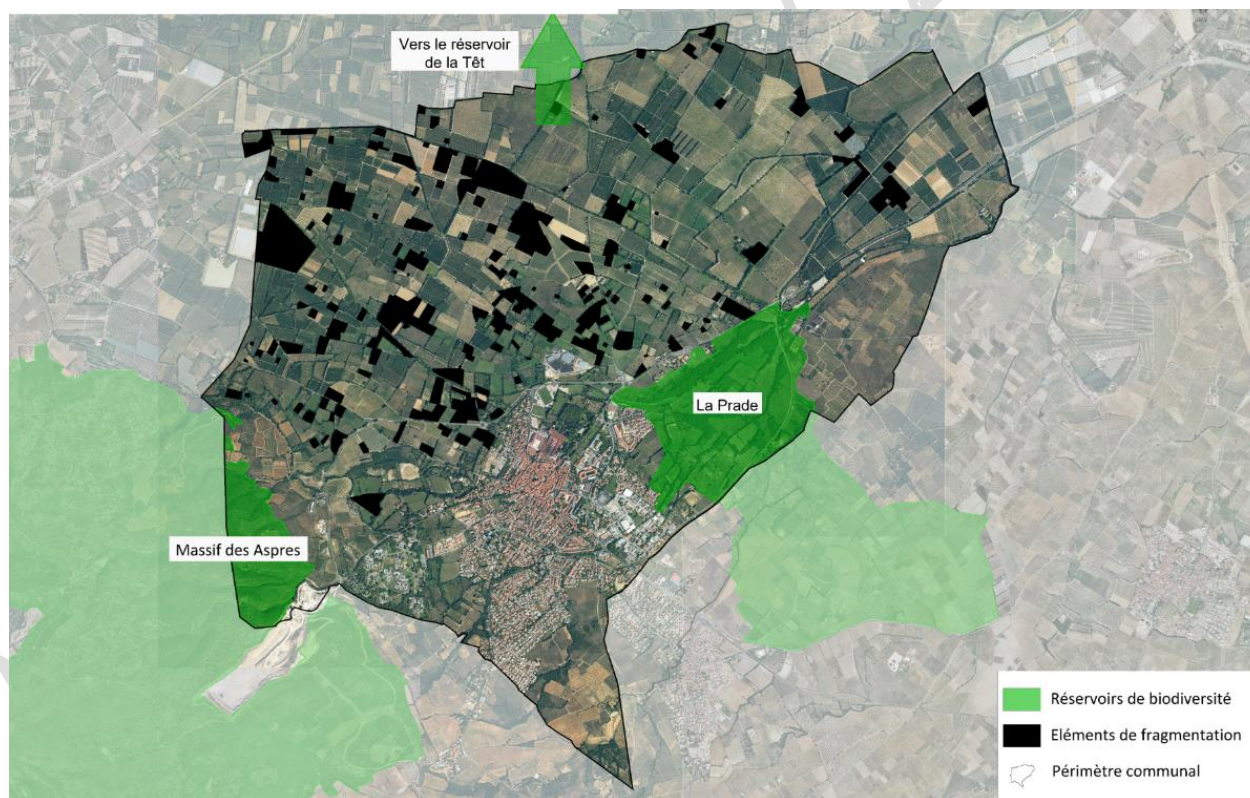 Vers le réservoir
de la Têt
La Prade
Massif des Aspres
Réservoirs de biodiversité
Eléments de fragmentation
Périmètre communal